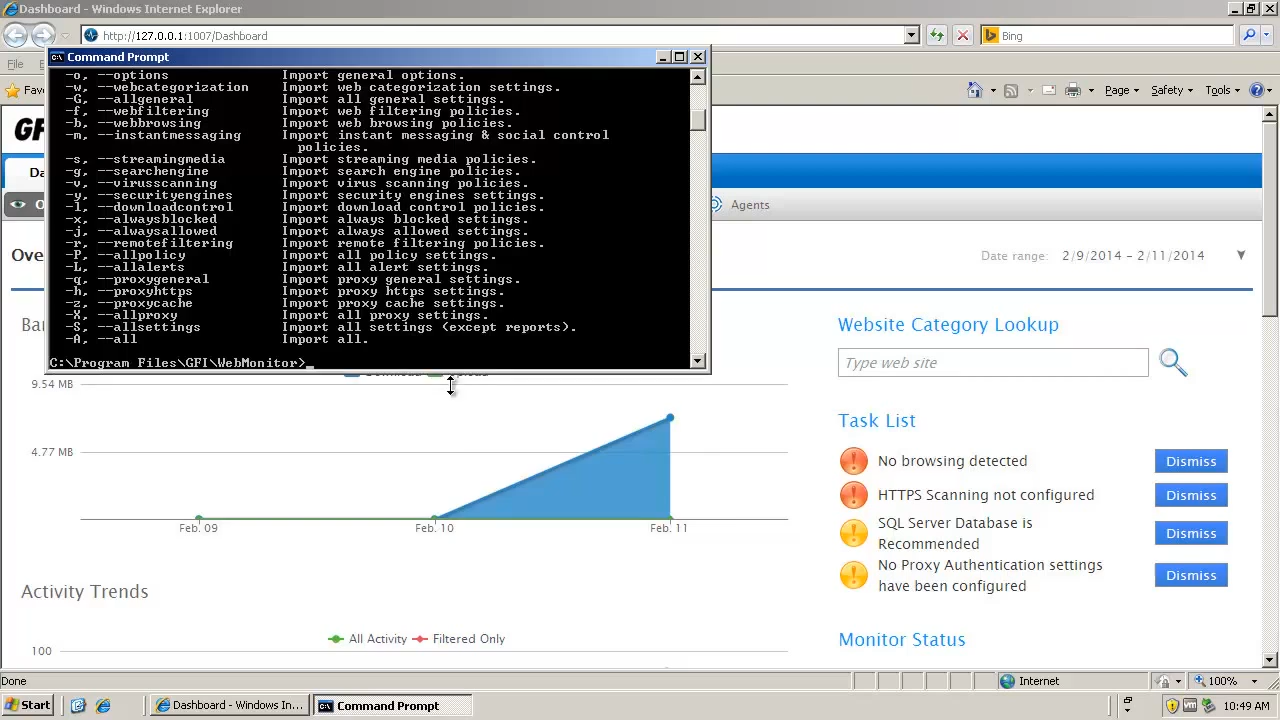 Dashboard - Windows Internet Explorer
http://127.0.0.1:1007/Dashboard
Bing
File
Fav
Page
Safety
Tools
Command Prompt
-o, --options Import general options.
-w, --webcategorization Import web categorization settings.
-G, --allgeneral Import all general settings.
-f, --webfiltering Import web filtering policies.
-b, --webbrowsing Import web browsing policies.
-m, --instantmessaging Import instant messaging & social control
policies.
-s, --streamingmedia Import streaming media policies.
-g, --searchengine Import search engine policies.
-v, --virusscanning Import virus scanning policies.
-y, --securityengines Import security engines settings.
-l, --downloadcontrol Import download control policies.
-x, --alwaysblocked Import always blocked settings.
-j, --alwaysallowed Import always allowed settings.
-r, --remotefiltering Import remote filtering policies.
-P, --allpolicy Import all policy settings.
-L, --allalerts Import all alert settings.
-q, --proxygeneral Import proxy general settings.
-h, --proxyhttps Import proxy https settings.
-z, --proxycache Import proxy cache settings.
-X, --allproxy Import all proxy settings.
-S, --allsettings Import all settings (except reports).
-A, --all Import all.
C:\Program Files\GFI\WebMonitor>_
GF
Da
O
Agents
Ove
Date range: 2/9/2014 - 2/11/2014
Ban
9.54 MB
4.77 MB
Feb. 09 Feb. 10 Feb. 11
Activity Trends
All Activity Filtered Only
100
Website Category Lookup
Type web site
Task List
No browsing detected Dismiss
HTTPS Scanning not configured Dismiss
SQL Server Database is
Recommended Dismiss
No Proxy Authentication settings
have been configured Dismiss
Monitor Status
Done
Internet
100%
Start
Dashboard - Windows In...
Command Prompt
10:49 AM